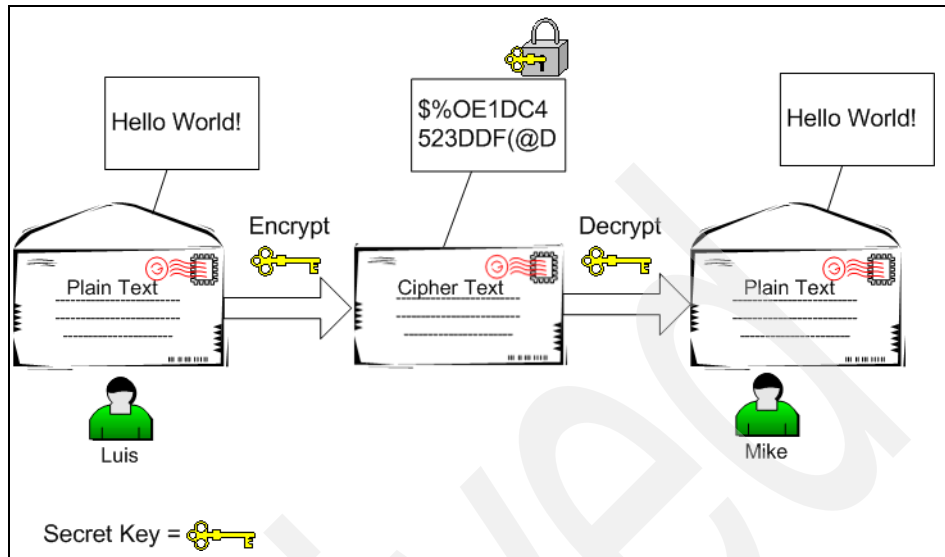 Hello World!
$%OE1DC4
523DDF(@D
Hello World!
Encrypt
Decrypt
Plain Text
Cipher Text
Plain Text
Luis
Mike
Secret Key =